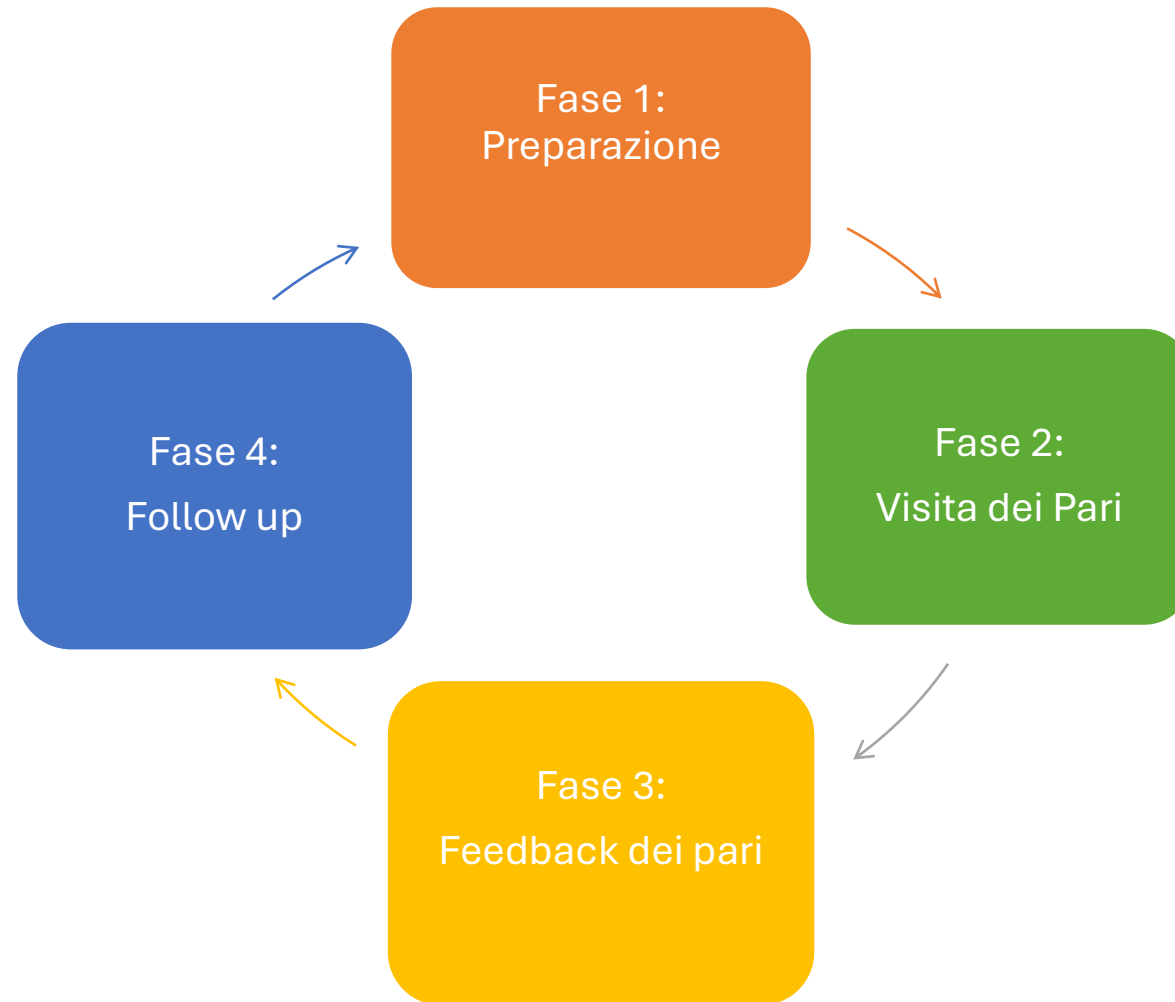 Fase 1:
Preparazione
Fase 2:
Visita dei Pari
Fase 3:
Feedback dei pari
Fase 4:
Follow up